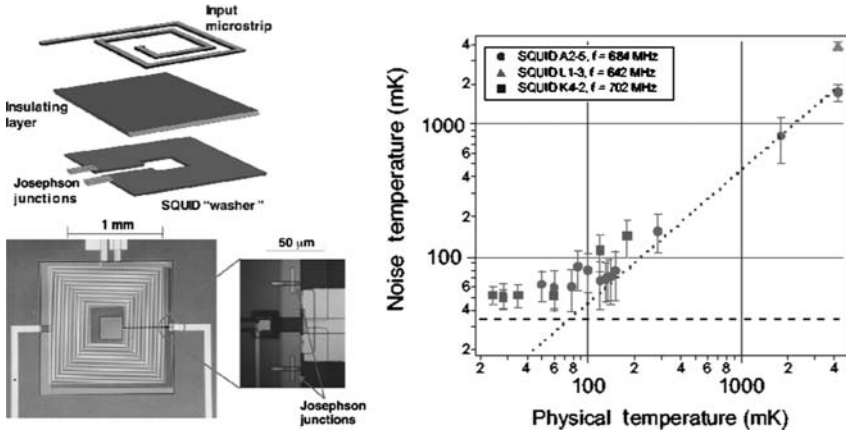 Input
microstrip
Insulating
layer
Josephson
junctions
SQUID "washer"
1 mm
50 μm
Josephson
junctions
SQUID A2-5, f = 684 MHz
SQUID L1-3, f = 642 MHz
SQUID K4-2, f = 702 MHz
Noise temperature (mK)
4
2
1000
8
6
4
2
100
8
6
4
2
2 4 6 8 100 2 4 6 8 1000 2 4
Physical temperature (mK)